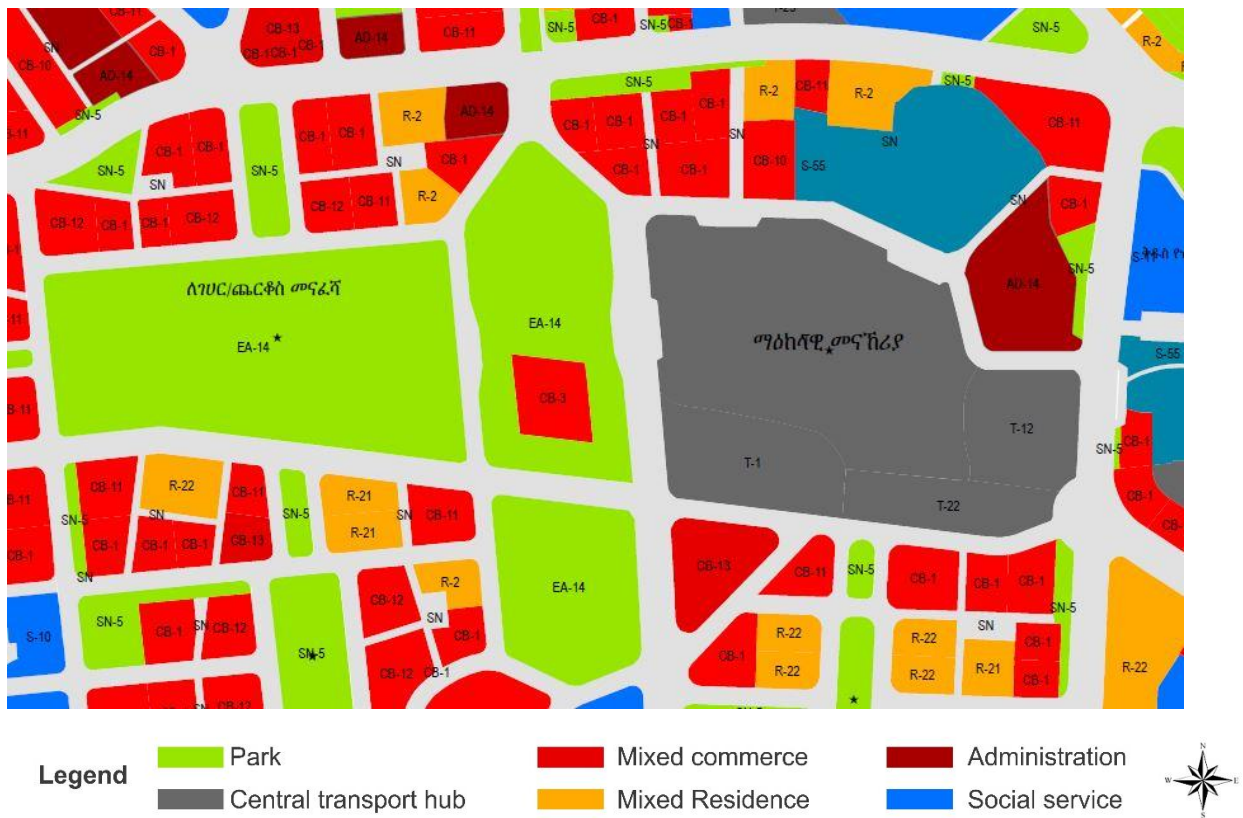 CB-13
CB-11
CB-1
SN-5
SN-5
CB-1
SN-5
SN
CB-1
CB-1
CB-1
CB-1
AD-14
R-2
CB-10
AD-14
SN-5
CB-11
SN-5
SN-5
R-2
CB-11
R-2
SN-5
CB-1
CB-1
CB-1
CB-1
R-2
AD-14
CB-1
CB-1
CB-1
CB-1
SN
SN
CB-11
SN-5
SN-5
SN
CB-1
SN
CB-1
CB-1
CB-10
S-55
SN
CB-12
CB-1
CB-1
CB-12
CB-12
CB-11
R-2
SN
CB-1
ለገሀር/ጨርቆስ መናፈሻ
EA-14
EA-14
ማዕከላዊ መናኸሪያ
AD-14
SN-5
CB-3
S-55
T-12
T-1
T-22
SN-5
CB-1
CB-11
R-22
CB-11
R-21
SN-5
SN
SN-5
R-21
SN
CB-11
CB-1
CB-1
CB-1
CB-13
SN
CB-1
EA-14
CB-13
CB-11
SN-5
CB-1
CB-1
CB-1
SN-5
S-10
SN-5
CB-1
SN
CB-12
CB-12
R-2
SN
CB-1
R-22
R-22
SN
CB-1
SN-5
CB-12
CB-1
CB-1
R-22
R-22
R-21
CB-1
R-22
CB-12
Legend
Park
Mixed commerce
Administration
Central transport hub
Mixed Residence
Social service
N
W
E
S